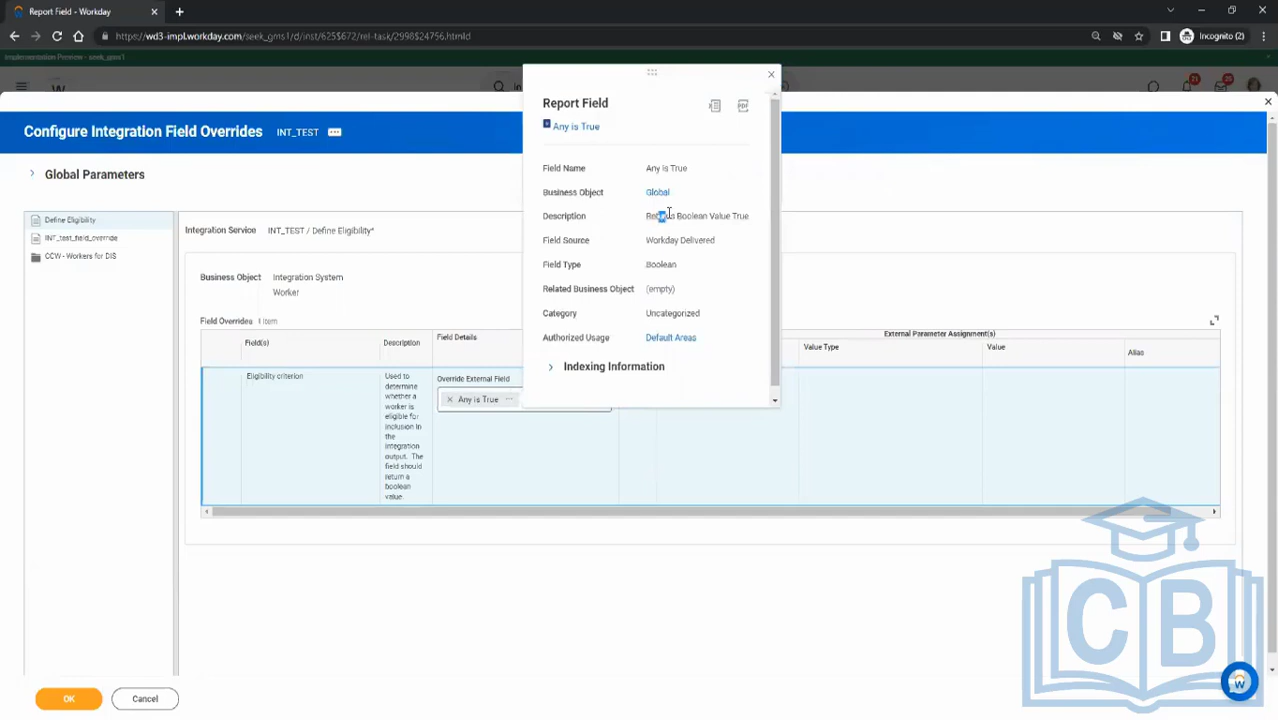 Report Field - Workday
https://wd3-impl.workday.com/seek_gms1/d/inst/625$672/rel-task/2998$24756.htmld
Incognito (2)
Implementation Preview - seek_gms1
Configure Integration Field Overrides INT_TEST
Global Parameters
Define Eligibility
INT_test_field_override
CCW - Workers for DIS
Integration Service INT_TEST / Define Eligibility*
Business Object Integration System
Worker
Field Overrides 1 item
External Parameter Assignment(s)
Field(s) Description Field Details Value Type Value Alias
Eligibility criterion
Used to
determine
whether a
worker is
eligible for
inclusion in
the
integration
output. The
field should
return a
boolean
value.
Override External Field
Any is True
Report Field
Any is True
Field Name Any is True
Business Object Global
Description Returns Boolean Value True
Field Source Workday Delivered
Field Type Boolean
Related Business Object (empty)
Category Uncategorized
Authorized Usage Default Areas
Indexing Information
OK
Cancel
CB